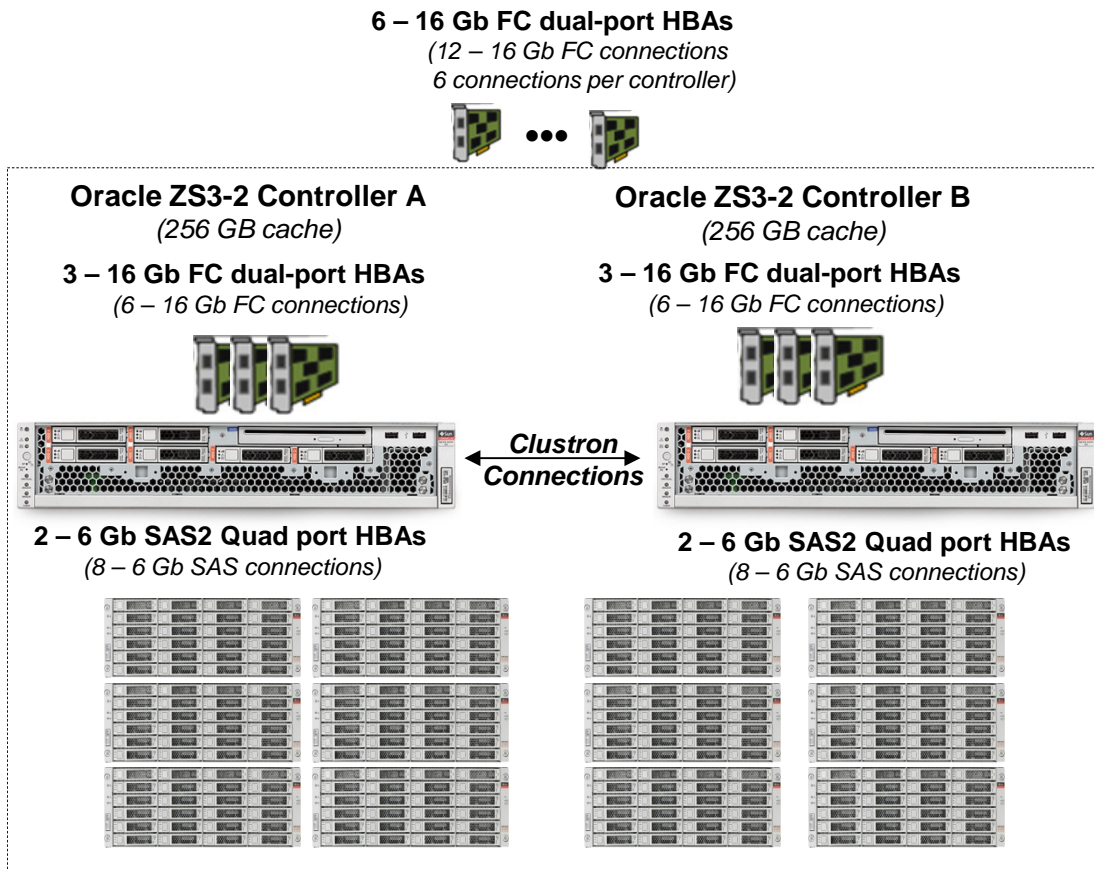 6 – 16 Gb FC dual-port HBAs
(12 – 16 Gb FC connections
6 connections per controller)
Oracle ZS3-2 Controller A
(256 GB cache)
3 – 16 Gb FC dual-port HBAs
(6 – 16 Gb FC connections)
Oracle ZS3-2 Controller B
(256 GB cache)
3 – 16 Gb FC dual-port HBAs
(6 – 16 Gb FC connections)
Clustron
Connections
2 – 6 Gb SAS2 Quad port HBAs
(8 – 6 Gb SAS connections)
2 – 6 Gb SAS2 Quad port HBAs
(8 – 6 Gb SAS connections)